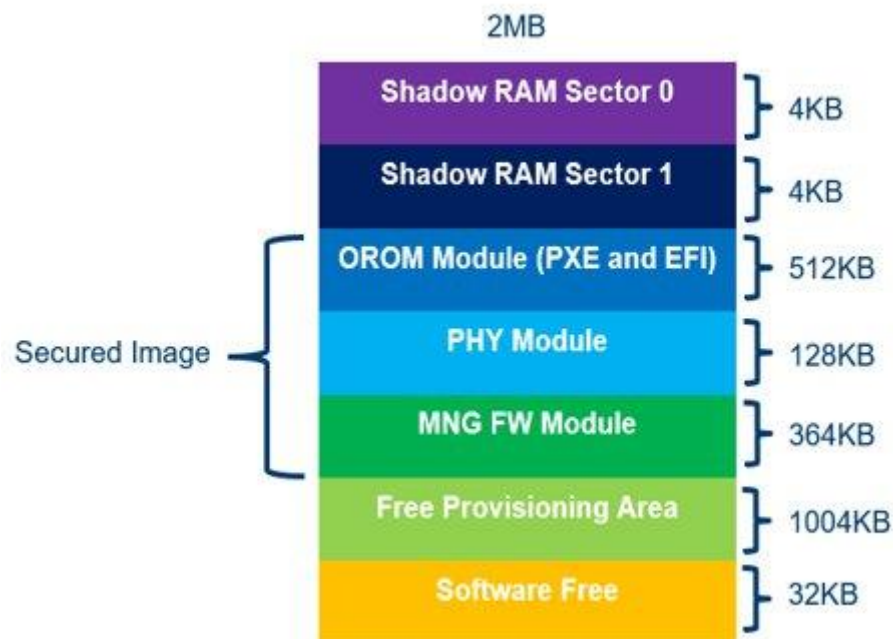 2MB
Shadow RAM Sector 0
4KB
Shadow RAM Sector 1
4KB
OROM Module (PXE and EFI)
512KB
Secured Image
PHY Module
128KB
MNG FW Module
364KB
Free Provisioning Area
1004KB
Software Free
32KB